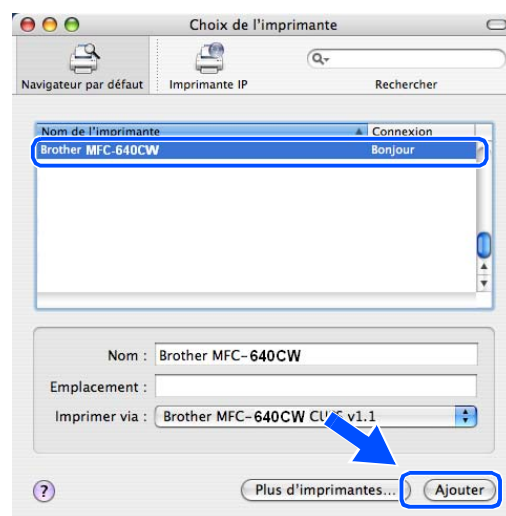 Choix de l'imprimante
Navigateur par défaut
Imprimante IP
Rechercher
Nom de l'imprimante Connexion
Brother MFC-640CW Bonjour
Nom : Brother MFC-640CW
Emplacement :
Imprimer via : Brother MFC-640CW v1.1
? Plus d'imprimantes... Ajouter